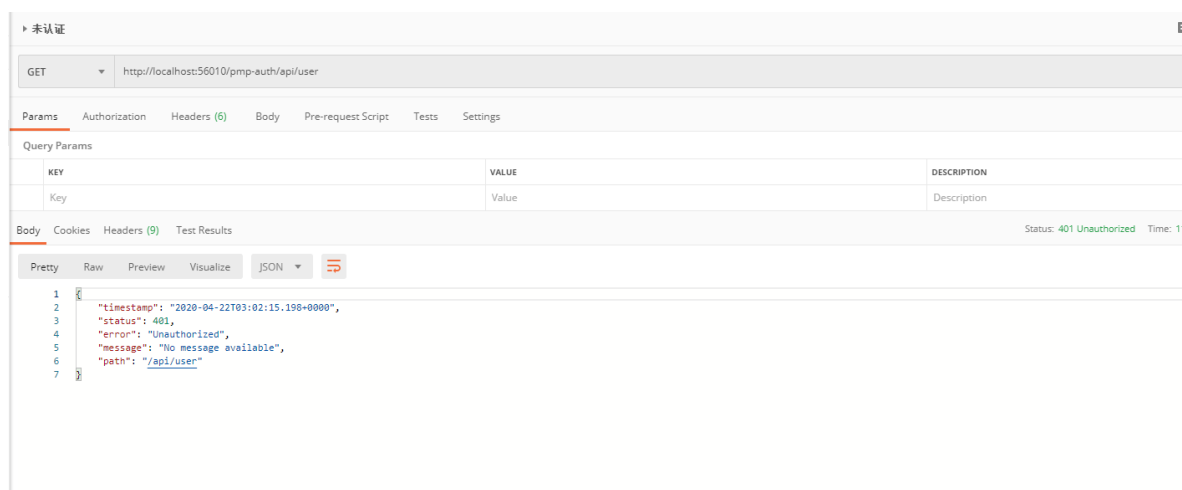 未认证
GET http://localhost:56010/pmp-auth/api/user
Params Authorization Headers (6) Body Pre-request Script Tests Settings
Query Params
KEY VALUE DESCRIPTION
Key Value Description
Body Cookies Headers (9) Test Results Status: 401 Unauthorized Time: 1
Pretty Raw Preview Visualize JSON
1 {
2 "timestamp": "2020-04-22T03:02:15.198+0000",
3 "status": 401,
4 "error": "Unauthorized",
5 "message": "No message available",
6 "path": "/api/user"
7 }